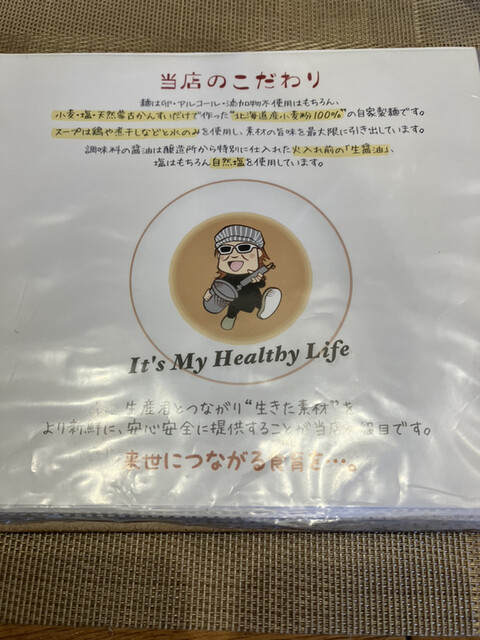 当店のこだわり
麺は卵・アルコール・添加物不使用はもちろん、
小麦・塩・天然蒙古かんすいだけで作った"北海道産小麦粉100%"の自家製麺です。
スープは鶏や煮干しなどと水のみを使用し、素材の旨味を最大限に引き出しています。
調味料の醤油は醸造所から特別に仕入れた火入れ前の「生醤油」、
塩はもちろん自然塩を使用しています。
It's My Healthy Life
生産者とつながり"生きた素材"を
より新鮮に、安心安全に提供することが当店の役目です。
来世につながる食育を…。